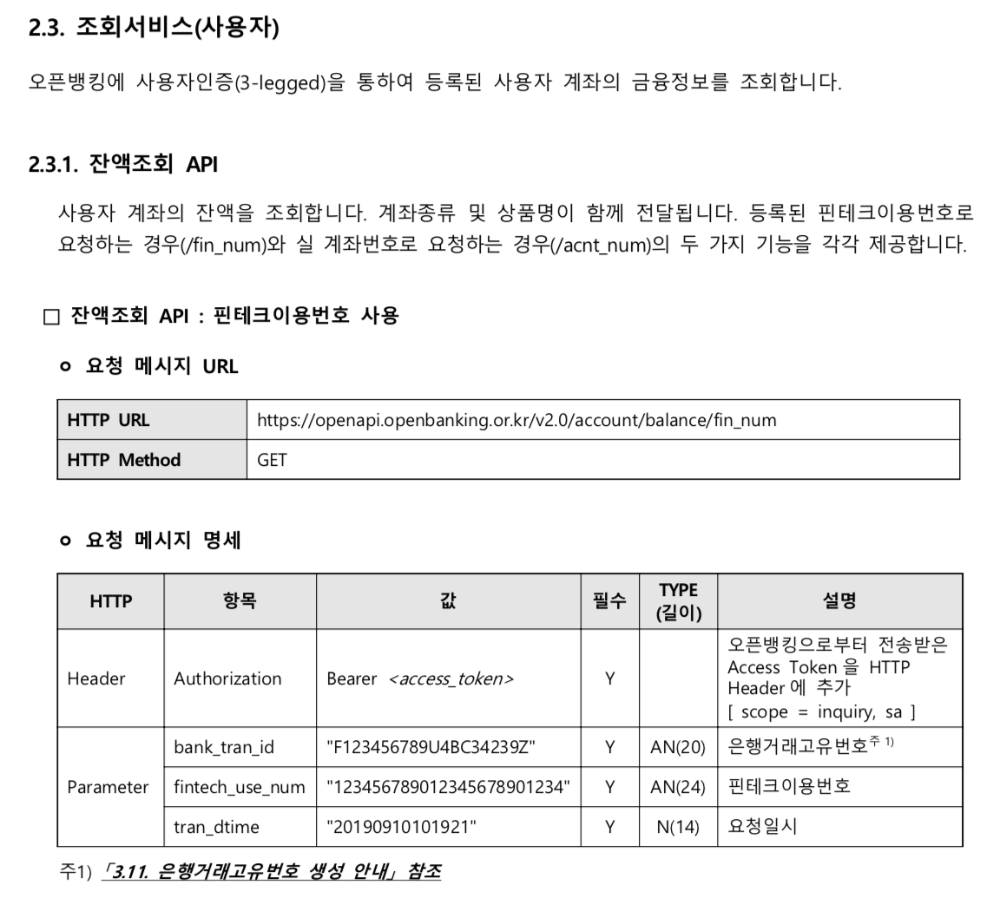 2.3. 조회서비스(사용자)
오픈뱅킹에 사용자인증(3-legged)을 통하여 등록된 사용자 계좌의 금융정보를 조회합니다.
2.3.1. 잔액조회 API
사용자 계좌의 잔액을 조회합니다. 계좌종류 및 상품명이 함께 전달됩니다. 등록된 핀테크이용번호로
요청하는 경우(/fin_num)와 실 계좌번호로 요청하는 경우(/acnt_num)의 두 가지 기능을 각각 제공합니다.
□ 잔액조회 API : 핀테크이용번호 사용
ㅇ 요청 메시지 URL
HTTP URL https://openapi.openbanking.or.kr/v2.0/account/balance/fin_num
HTTP Method GET
ㅇ 요청 메시지 명세
HTTP 항목 값 필수 TYPE (길이) 설명
Header Authorization Bearer <access_token> Y 오픈뱅킹으로부터 전송받은
Access Token을 HTTP
Header에 추가
[ scope = inquiry, sa ]
Parameter bank_tran_id "F123456789U4BC34239Z" Y AN(20) 은행거래고유번호주 1)
fintech_use_num "123456789012345678901234" Y AN(24) 핀테크이용번호
tran_dtime "20190910101921" Y N(14) 요청일시
주1) 「3.11. 은행거래고유번호 생성 안내」 참조